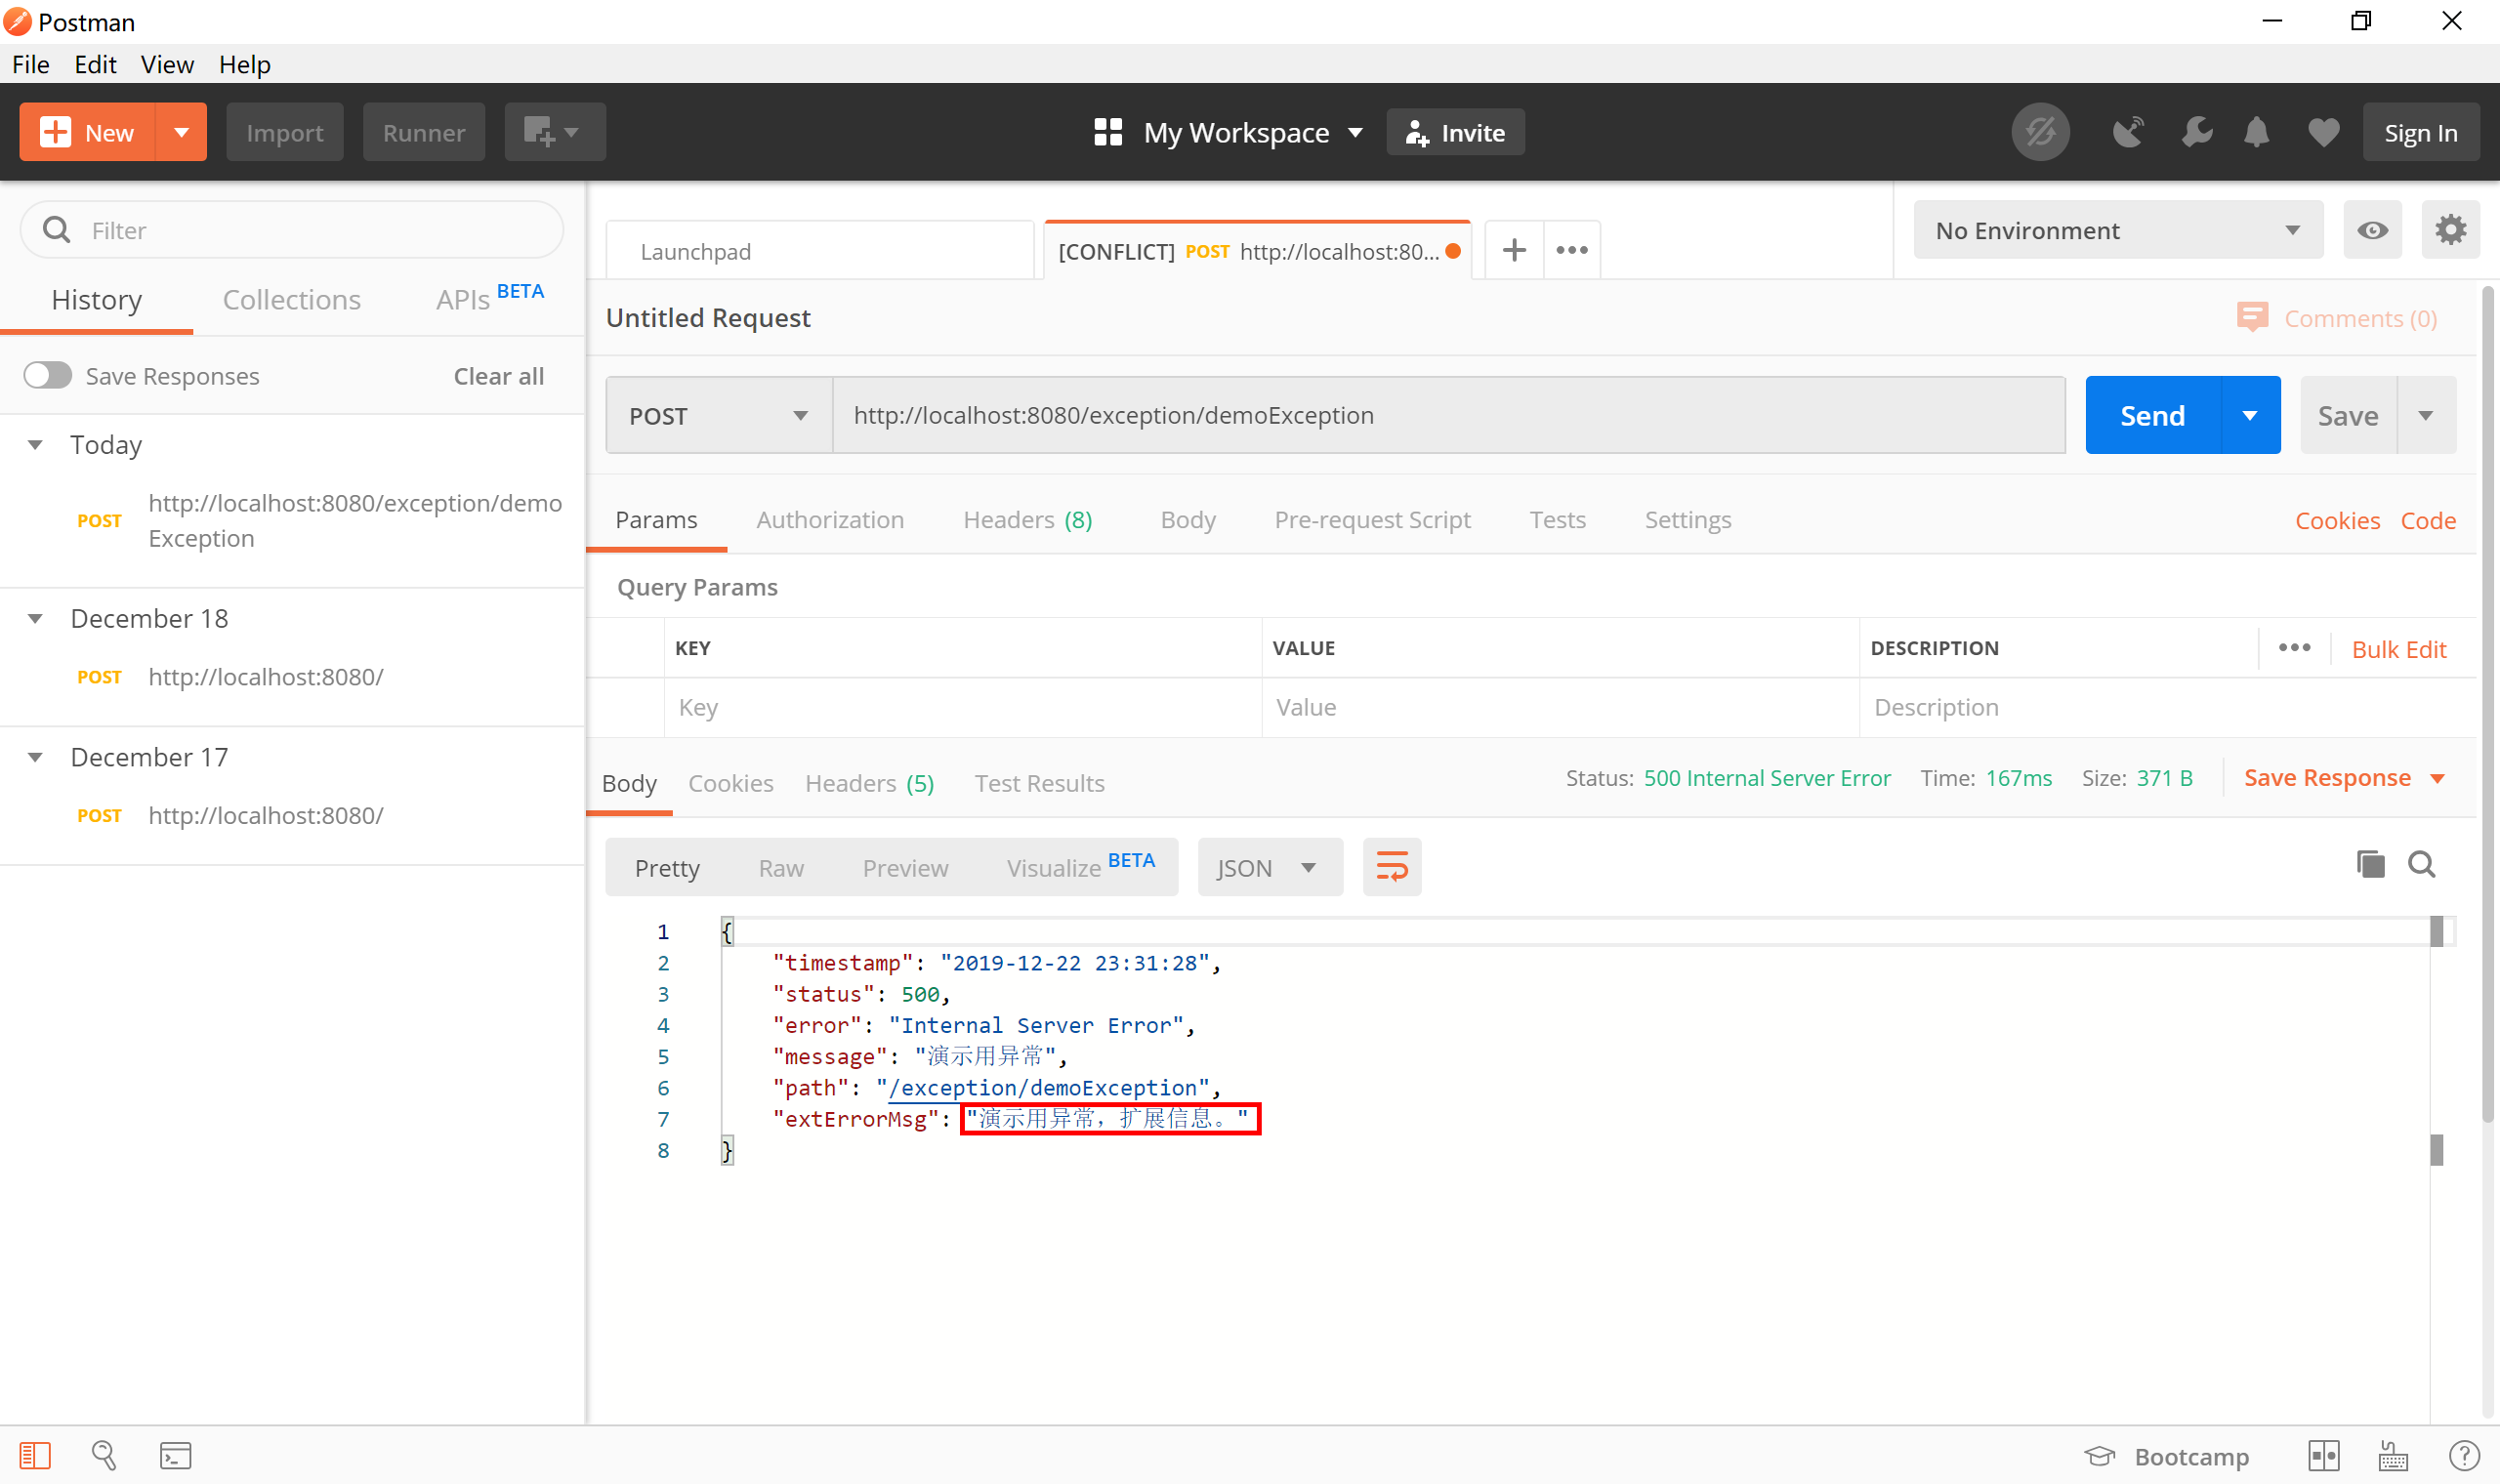 Postman
File Edit View Help
New Import Runner My Workspace Invite Sign In
Filter
History Collections APIs BETA
Save Responses Clear all
Today
POST http://localhost:8080/exception/demo
Exception
December 18
POST http://localhost:8080/
December 17
POST http://localhost:8080/
Launchpad [CONFLICT] POST http://localhost:80... No Environment
Untitled Request Comments (0)
POST http://localhost:8080/exception/demoException Send Save
Params Authorization Headers (8) Body Pre-request Script Tests Settings Cookies Code
Query Params
KEY VALUE DESCRIPTION Bulk Edit
Key Value Description
Body Cookies Headers (5) Test Results Status: 500 Internal Server Error Time: 167ms Size: 371 B Save Response
Pretty Raw Preview Visualize BETA JSON
1 {
2 "timestamp": "2019-12-22 23:31:28",
3 "status": 500,
4 "error": "Internal Server Error",
5 "message": "演示用异常",
6 "path": "/exception/demoException",
7 "extErrorMsg": "演示用异常，扩展信息。"
8 }
Bootcamp